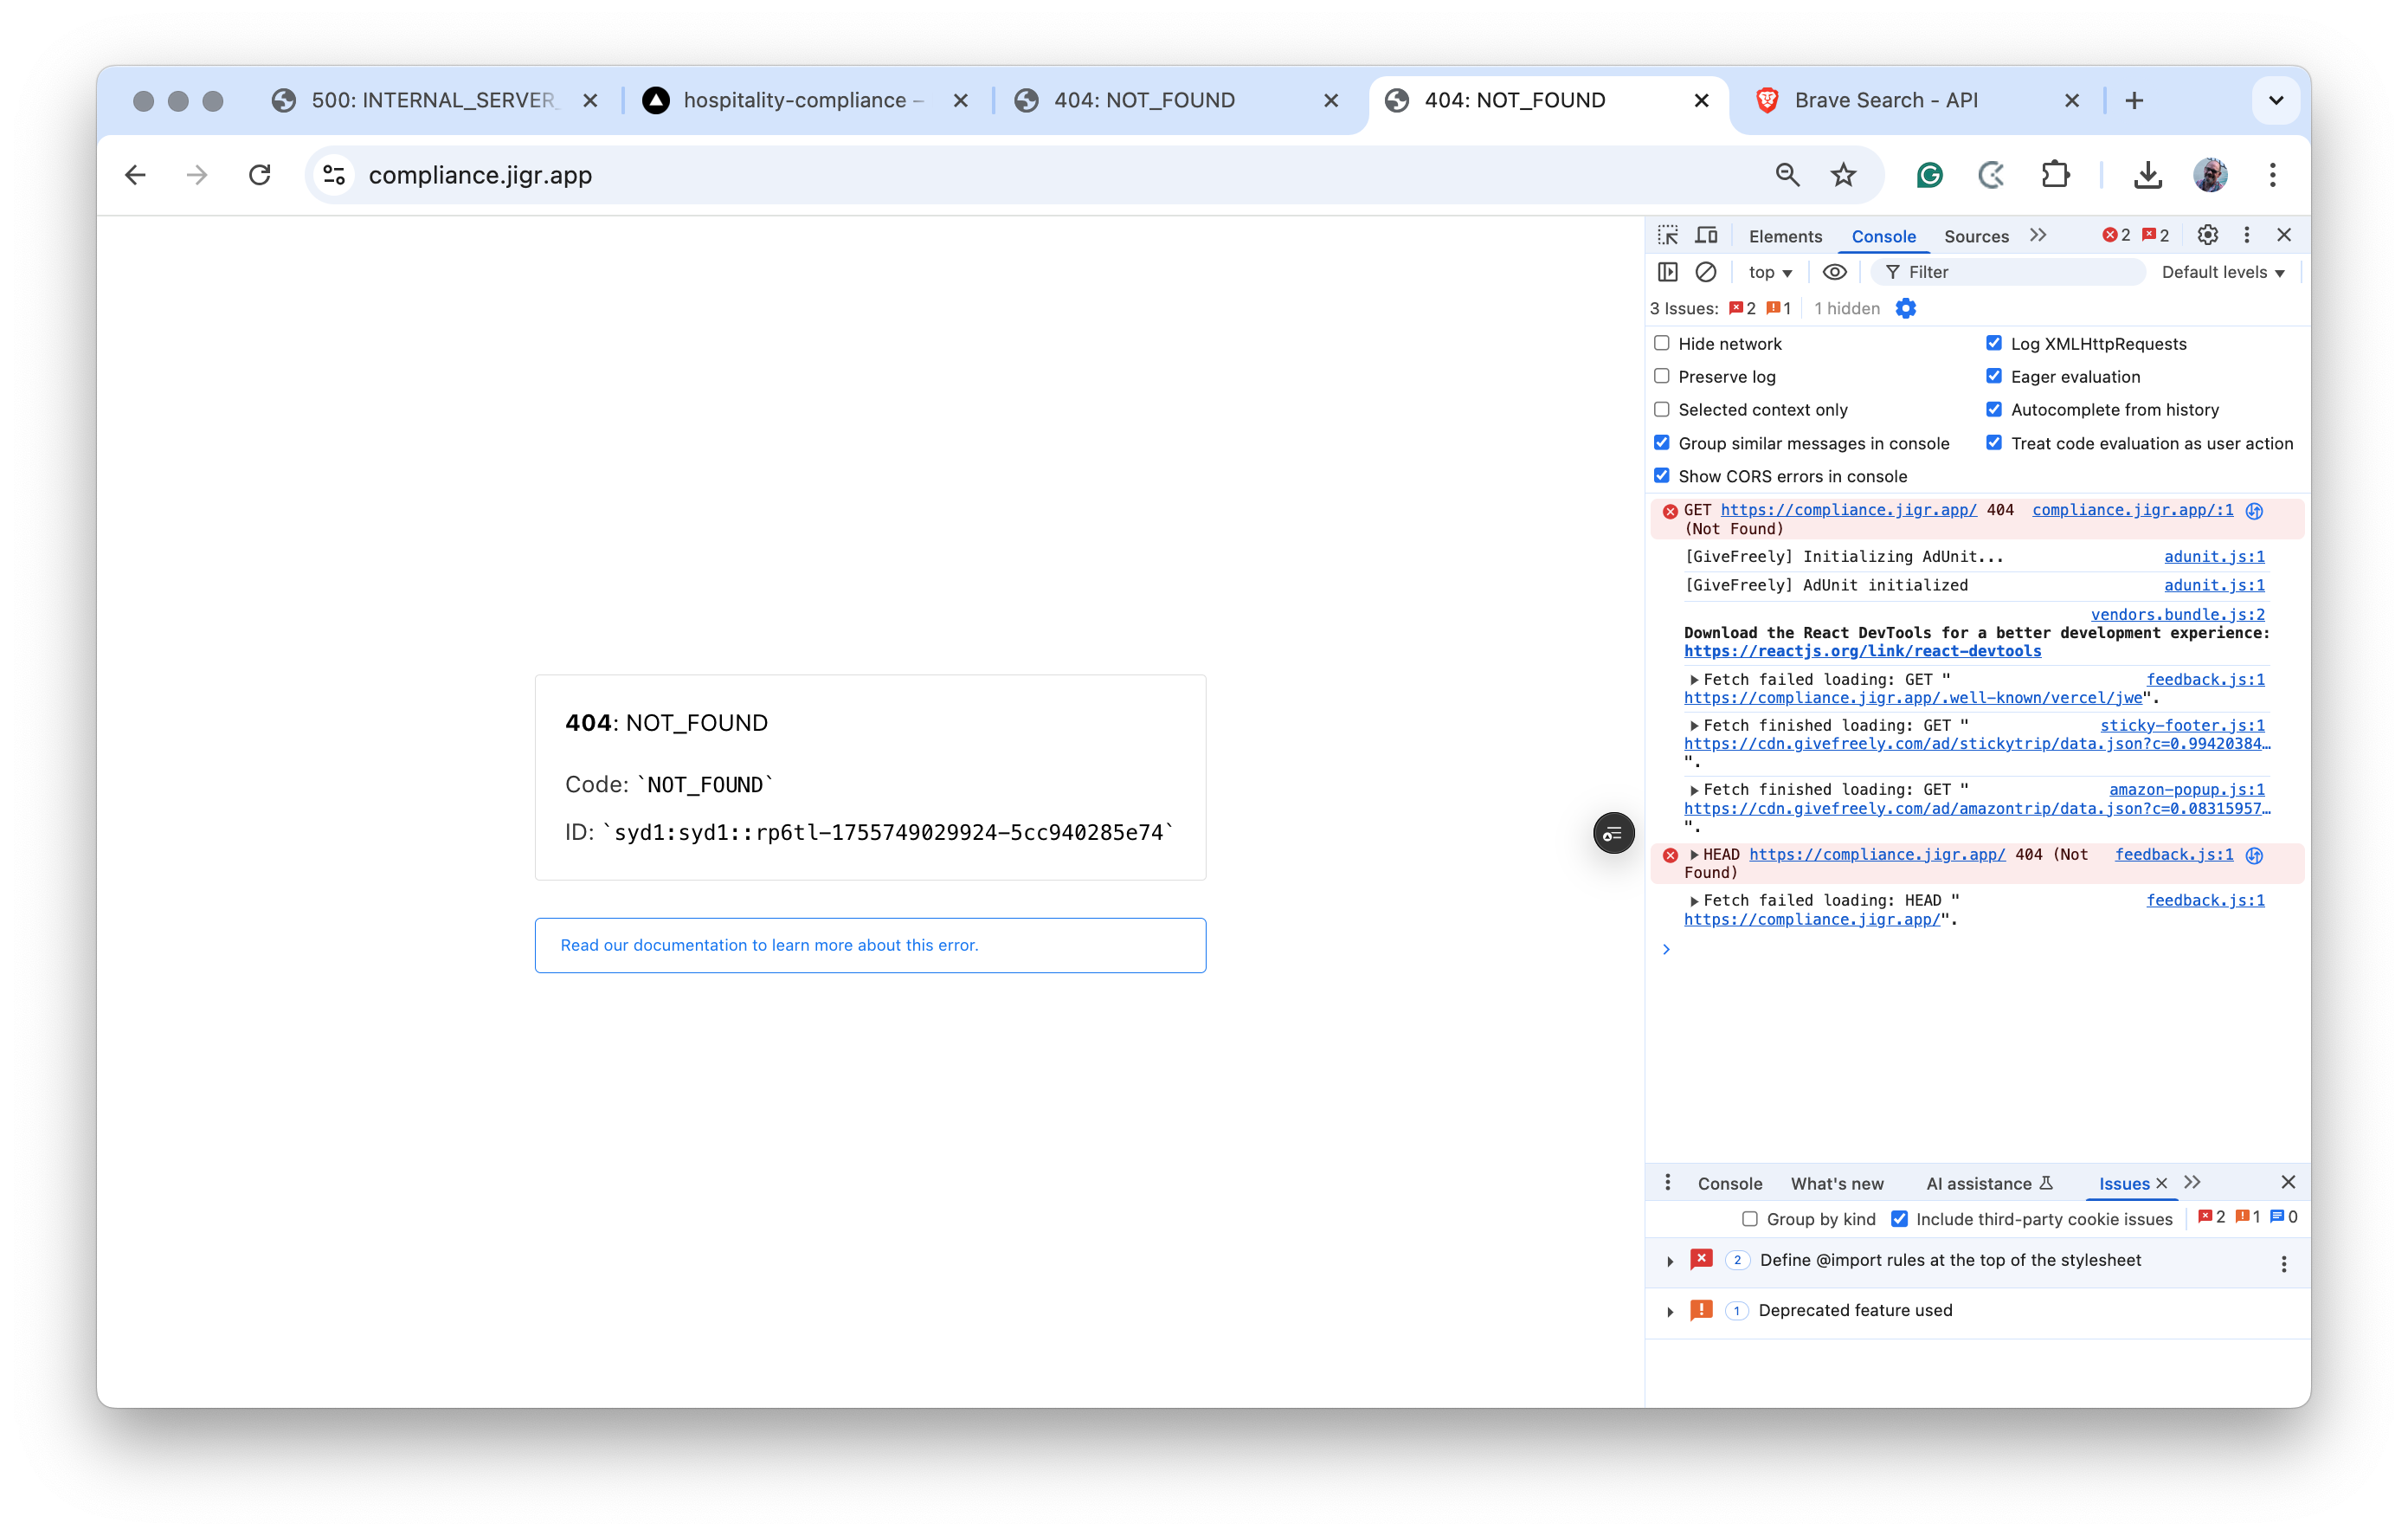 500: INTERNAL_SERVER_
hospitality-compliance –
404: NOT_FOUND
404: NOT_FOUND
Brave Search - API
compliance.jigr.app
Elements
Console
Sources
2
2
top
Filter
Default levels
3 Issues:
2
1
1 hidden
Hide network
Log XMLHttpRequests
Preserve log
Eager evaluation
Selected context only
Autocomplete from history
Group similar messages in console
Treat code evaluation as user action
Show CORS errors in console
GET https://compliance.jigr.app/ 404 compliance.jigr.app/:1
(Not Found)
[GiveFreely] Initializing AdUnit... adunit.js:1
[GiveFreely] AdUnit initialized adunit.js:1
vendors.bundle.js:2
Download the React DevTools for a better development experience:
https://reactjs.org/link/react-devtools
Fetch failed loading: GET " feedback.js:1
https://compliance.jigr.app/.well-known/vercel/jwe".
Fetch finished loading: GET " sticky-footer.js:1
https://cdn.givefreely.com/ad/stickytrip/data.json?c=0.99420384…
".
Fetch finished loading: GET " amazon-popup.js:1
https://cdn.givefreely.com/ad/amazontrip/data.json?c=0.08315957…
".
HEAD https://compliance.jigr.app/ 404 (Not feedback.js:1
Found)
Fetch failed loading: HEAD " feedback.js:1
https://compliance.jigr.app/".
404: NOT_FOUND
Code: `NOT_FOUND`
ID: `syd1:syd1::rp6tl-1755749029924-5cc940285e74`
Read our documentation to learn more about this error.
Console
What's new
AI assistance
Issues
Group by kind
Include third-party cookie issues
2
1
0
2 Define @import rules at the top of the stylesheet
1 Deprecated feature used